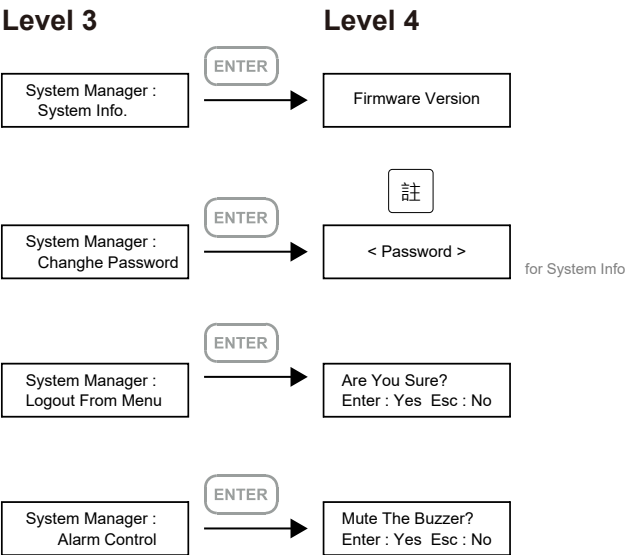 Level 3
Level 4
ENTER
System Manager :
System Info.
Firmware Version
註
ENTER
System Manager :
Changhe Password
< Password >
for System Info
ENTER
System Manager :
Logout From Menu
Are You Sure?
Enter : Yes  Esc : No
ENTER
System Manager :
Alarm Control
Mute The Buzzer?
Enter : Yes  Esc : No